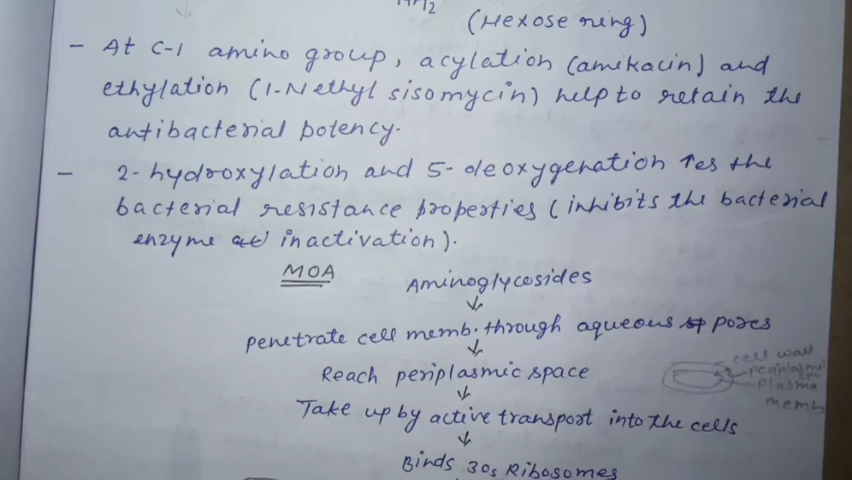 NH2
(Hexose ring)
- At C-1 amino group, acylation (amikacin) and
ethylation (1-N ethyl sisomycin) help to retain the
antibacterial potency.
- 2-hydroxylation and 5-deoxygenation ↑es the
bacterial resistance properties (inhibits the bacterial
enzyme inactivation).
MOA
Aminoglycosides
↓
Penetrate cell memb. through aqueous pores
↓
Reach periplasmic space
↓
Take up by active transport into the cells
↓
Binds 30s Ribosomes
cell wall
plasma
memb